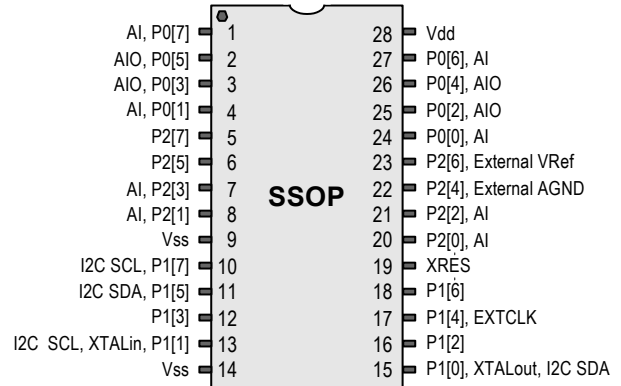 AI, P0[7] 1 28 Vdd
AIO, P0[5] 2 27 P0[6], AI
AIO, P0[3] 3 26 P0[4], AIO
AI, P0[1] 4 25 P0[2], AIO
P2[7] 5 24 P0[0], AI
P2[5] 6 23 P2[6], External VRef
AI, P2[3] 7 SSOP 22 P2[4], External AGND
AI, P2[1] 8 21 P2[2], AI
Vss 9 20 P2[0], AI
I2C SCL, P1[7] 10 19 XRES
I2C SDA, P1[5] 11 18 P1[6]
P1[3] 12 17 P1[4], EXTCLK
I2C SCL, XTALin, P1[1] 13 16 P1[2]
Vss 14 15 P1[0], XTALout, I2C SDA